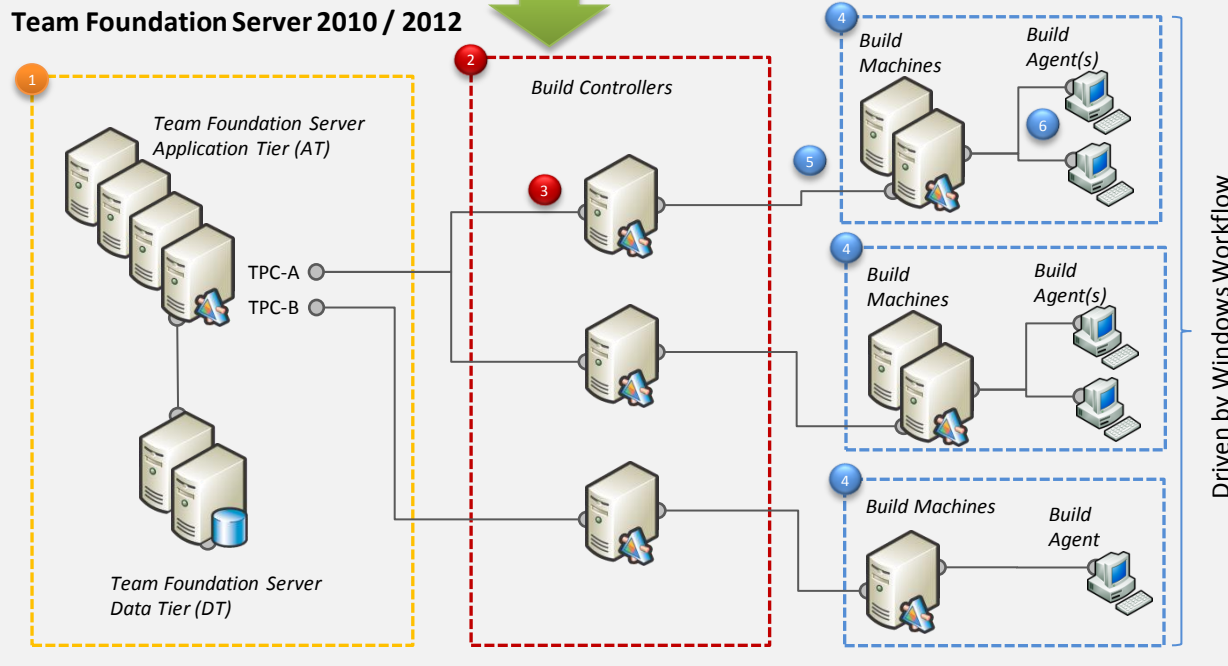 Team Foundation Server 2010 / 2012
1
Team Foundation Server
Application Tier (AT)
TPC-A
TPC-B
Team Foundation Server
Data Tier (DT)
2
Build Controllers
3
4
Build
Machines
Build
Agent(s)
5
6
4
Build
Machines
Build
Agent(s)
4
Build Machines
Build
Agent
Driven by Windows Workflow